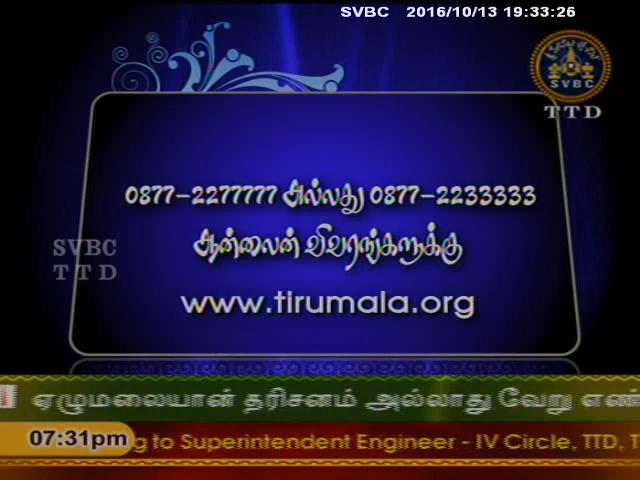 SVBC 2016/10/13 19:33:26
SVBC
TTD
0877-2277777 அல்லது 0877-2233333
SVBC
TTD
ஆன்லைன் விவரங்களுக்கு
www.tirumala.org
ஏழுமலையான் தரிசனம் அல்லாது வேறு எண்
07:31pm g to Superintendent Engineer - IV Circle, TTD, T